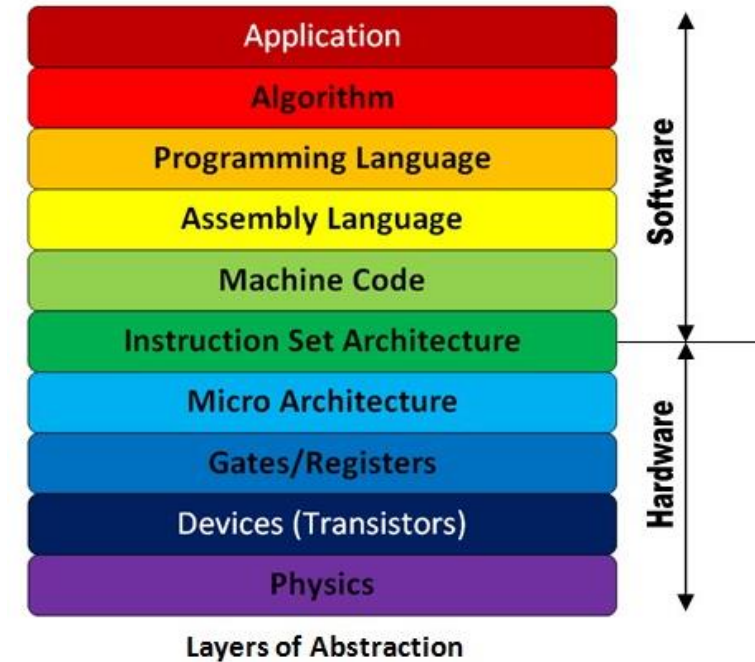 Application
Algorithm
Programming Language
Assembly Language
Machine Code
Instruction Set Architecture
Micro Architecture
Gates/Registers
Devices (Transistors)
Physics
Software
Hardware
Layers of Abstraction